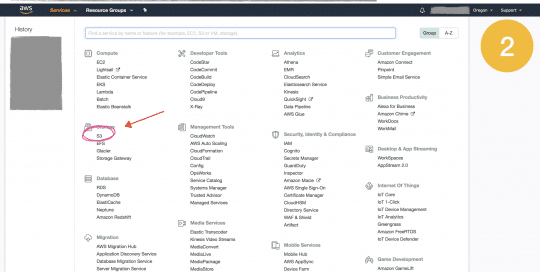 aws
Services
Resource Groups
Oregon
Support
History
Find a service by name or feature (for example, EC2, S3 or VM, storage).
Group
A-Z
2
Compute
EC2
Lightsail
Elastic Container Service
EKS
Lambda
Batch
Elastic Beanstalk
Storage
S3
EFS
Glacier
Storage Gateway
Database
RDS
DynamoDB
ElastiCache
Neptune
Amazon Redshift
Migration
AWS Migration Hub
Application Discovery Service
Database Migration Service
Server Migration Service
Developer Tools
CodeStar
CodeCommit
CodeBuild
CodeDeploy
CodePipeline
Cloud9
X-Ray
Management Tools
CloudWatch
AWS Auto Scaling
CloudFormation
CloudTrail
Config
OpsWorks
Service Catalog
Systems Manager
Trusted Advisor
Managed Services
Media Services
Elastic Transcoder
Kinesis Video Streams
MediaConvert
MediaLive
MediaPackage
MediaStore
Analytics
Athena
EMR
CloudSearch
Elasticsearch Service
Kinesis
QuickSight
Data Pipeline
AWS Glue
Security, Identity & Compliance
IAM
Cognito
Secrets Manager
GuardDuty
Inspector
Amazon Macie
AWS Single Sign-On
Certificate Manager
CloudHSM
Directory Service
WAF & Shield
Artifact
Mobile Services
Mobile Hub
AWS AppSync
Device Farm
Customer Engagement
Amazon Connect
Pinpoint
Simple Email Service
Business Productivity
Alexa for Business
Amazon Chime
WorkDocs
WorkMail
Desktop & App Streaming
WorkSpaces
AppStream 2.0
Internet Of Things
IoT Core
IoT 1-Click
IoT Device Management
IoT Analytics
Greengrass
Amazon FreeRTOS
IoT Device Defender
Game Development
Amazon GameLift